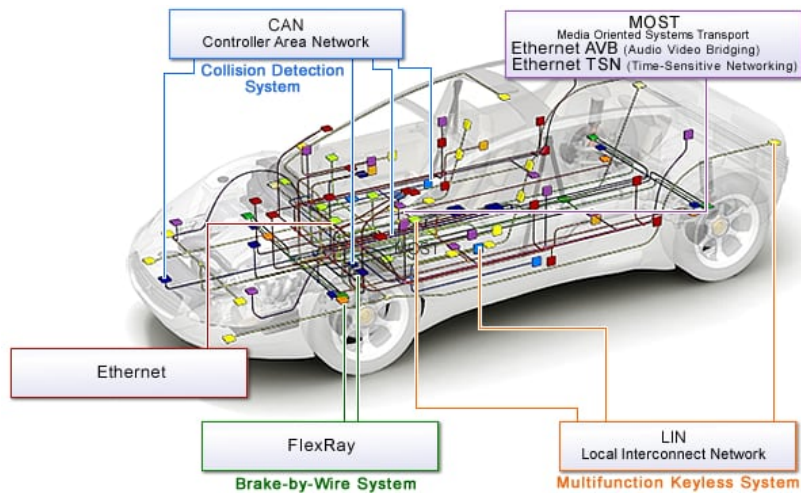 CAN
Controller Area Network
Collision Detection
System
MOST
Media Oriented Systems Transport
Ethernet AVB (Audio Video Bridging)
Ethernet TSN (Time-Sensitive Networking)
Ethernet
FlexRay
Brake-by-Wire System
LIN
Local Interconnect Network
Multifunction Keyless System